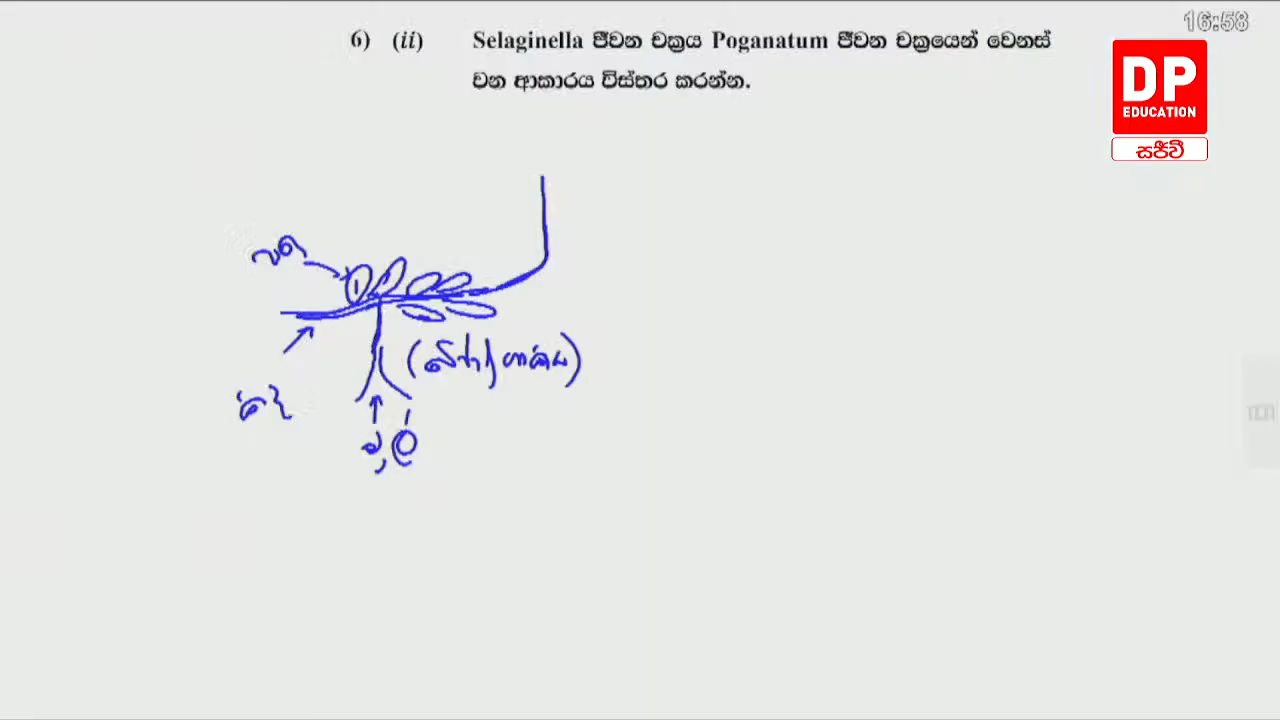 16:58
6) (ii) Selaginella ජීවන චක්‍රය Poganatum ජීවන චක්‍රයෙන් වෙනස්
වන ආකාරය විස්තර කරන්න.
DP
EDUCATION
සජීවී
පත්‍ර
(බීජාණු ශාකය)
කඳ
මුල්